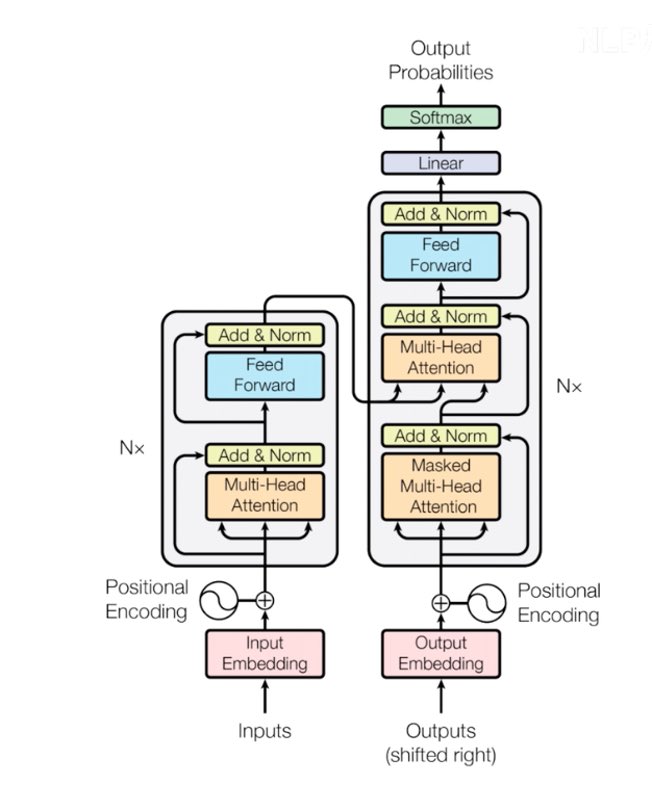 Output
Probabilities
Softmax
Linear
Add & Norm
Feed
Forward
Add & Norm
Multi-Head
Attention
Nx
Add & Norm
Masked
Multi-Head
Attention
Add & Norm
Feed
Forward
Nx
Add & Norm
Multi-Head
Attention
Positional
Encoding
Positional
Encoding
Input
Embedding
Output
Embedding
Inputs
Outputs
(shifted right)